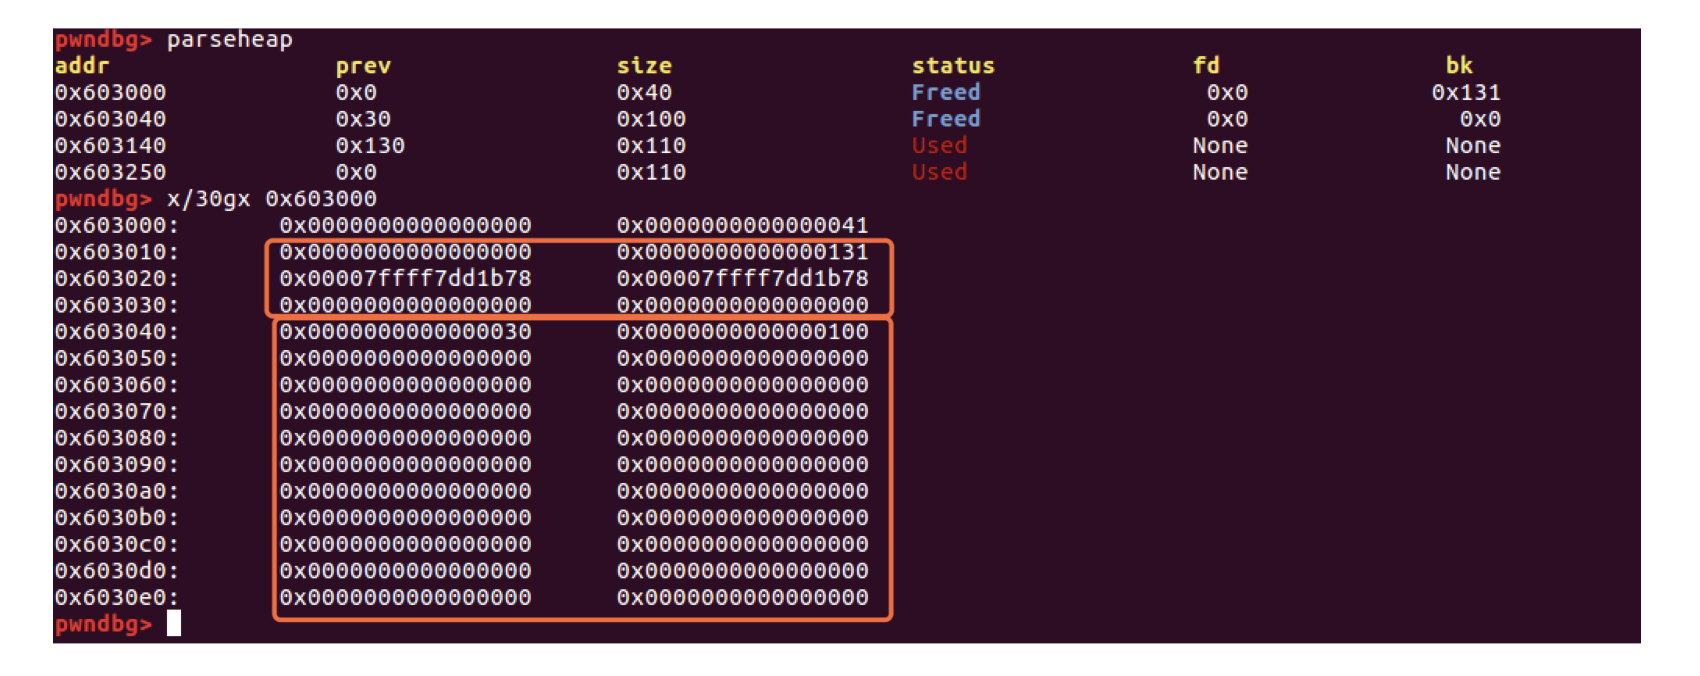 pwndbg> parseheap
addr prev size status fd bk
0x603000 0x0 0x40 Freed 0x0 0x131
0x603040 0x30 0x100 Freed 0x0 0x0
0x603140 0x130 0x110 Used None None
0x603250 0x0 0x110 Used None None
pwndbg> x/30gx 0x603000
0x603000: 0x0000000000000000 0x0000000000000041
0x603010: 0x0000000000000000 0x0000000000000131
0x603020: 0x00007ffff7dd1b78 0x00007ffff7dd1b78
0x603030: 0x0000000000000000 0x0000000000000000
0x603040: 0x0000000000000030 0x0000000000000100
0x603050: 0x0000000000000000 0x0000000000000000
0x603060: 0x0000000000000000 0x0000000000000000
0x603070: 0x0000000000000000 0x0000000000000000
0x603080: 0x0000000000000000 0x0000000000000000
0x603090: 0x0000000000000000 0x0000000000000000
0x6030a0: 0x0000000000000000 0x0000000000000000
0x6030b0: 0x0000000000000000 0x0000000000000000
0x6030c0: 0x0000000000000000 0x0000000000000000
0x6030d0: 0x0000000000000000 0x0000000000000000
0x6030e0: 0x0000000000000000 0x0000000000000000
pwndbg>